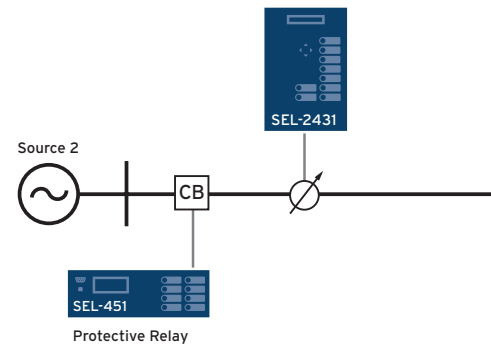 SEL-2431
Source 2
CB
SEL-451
Protective Relay